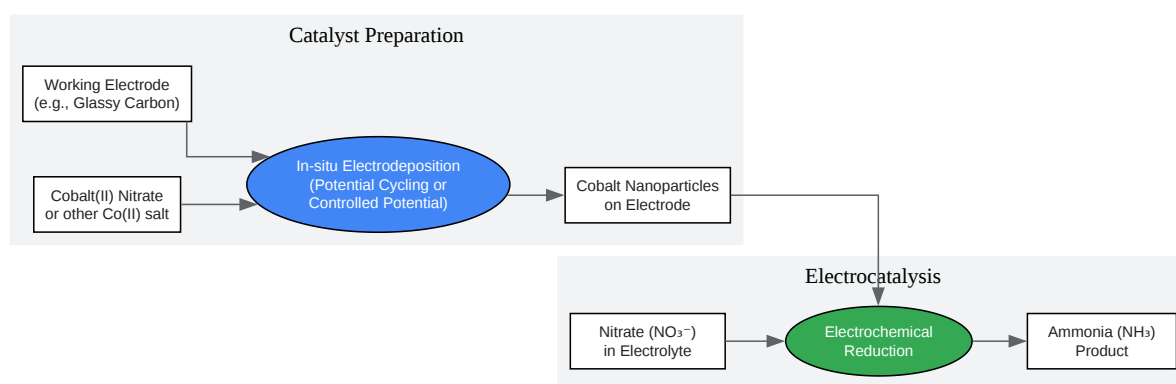 Catalyst Preparation
Working Electrode
(e.g., Glassy Carbon)
In-situ Electrodeposition
(Potential Cycling or
Controlled Potential)
Cobalt(II) Nitrate
or other Co(II) salt
Cobalt Nanoparticles
on Electrode
Electrocatalysis
Nitrate (NO₃⁻)
in Electrolyte
Electrochemical
Reduction
Ammonia (NH₃)
Product